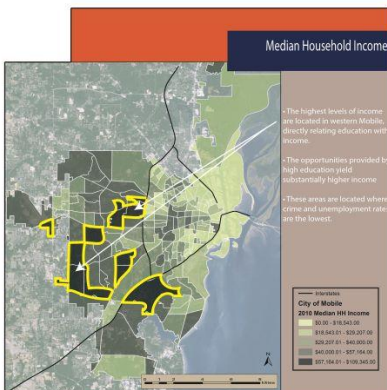 Median Household Income
• The highest levels of income
are located in western Mobile,
directly relating education with
income.
• The opportunities provided by
high education yield
substantially higher income
• These areas are located where
crime and unemployment rates
are the lowest.
Interstates
City of Mobile
2010 Median HH Income
$0.00 - $18,543.00
$18,543.01 - $29,207.00
$29,207.01 - $40,000.00
$40,000.01 - $57,164.00
$57,164.01 - $109,345.00